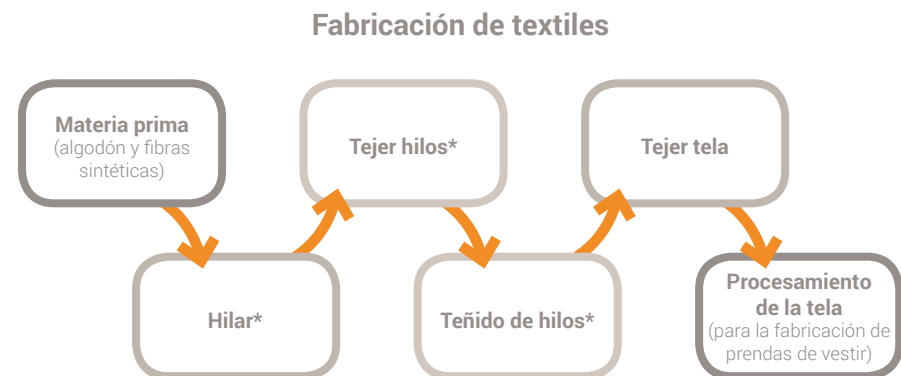 Fabricación de textiles
Materia prima
(algodón y fibras
sintéticas)
Hilar*
Tejer hilos*
Teñido de hilos*
Tejer tela
Procesamiento
de la tela
(para la fabricación de
prendas de vestir)